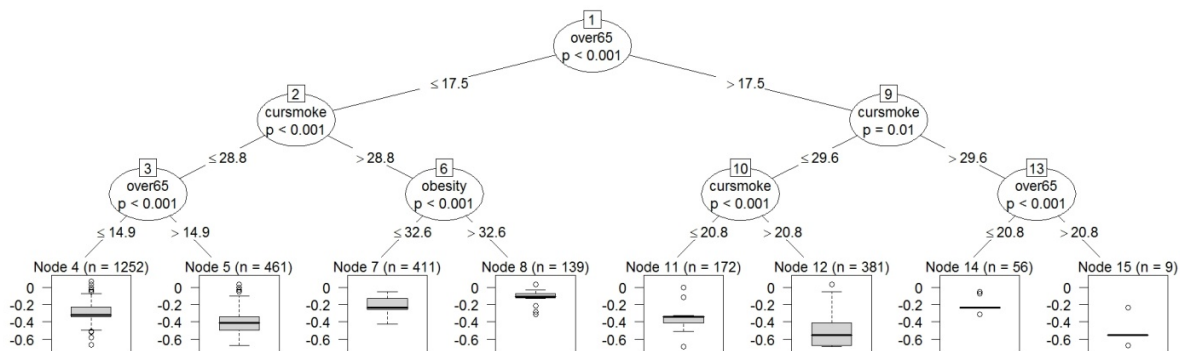 1
over65
p < 0.001
≤ 17.5
> 17.5
2
cursmoke
p < 0.001
9
cursmoke
p = 0.01
≤ 28.8
> 28.8
≤ 29.6
> 29.6
3
over65
p < 0.001
6
obesity
p < 0.001
10
cursmoke
p < 0.001
13
over65
p < 0.001
≤ 14.9
> 14.9
≤ 32.6
> 32.6
≤ 20.8
> 20.8
≤ 20.8
> 20.8
Node 4 (n = 1252)
0
-0.2
-0.4
-0.6
Node 5 (n = 461)
0
-0.2
-0.4
-0.6
Node 7 (n = 411)
0
-0.2
-0.4
-0.6
Node 8 (n = 139)
0
-0.2
-0.4
-0.6
Node 11 (n = 172)
0
-0.2
-0.4
-0.6
Node 12 (n = 381)
0
-0.2
-0.4
-0.6
Node 14 (n = 56)
0
-0.2
-0.4
-0.6
Node 15 (n = 9)
0
-0.2
-0.4
-0.6